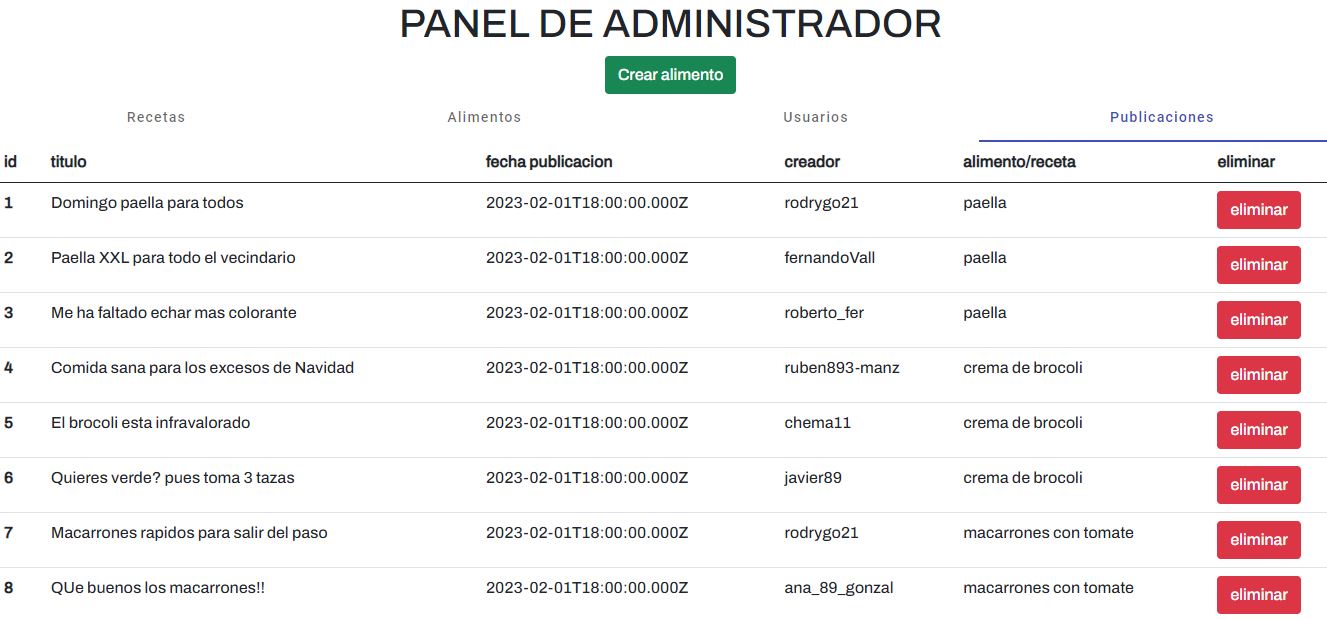 PANEL DE ADMINISTRADOR
Crear alimento
Recetas Alimentos Usuarios Publicaciones
id titulo fecha publicacion creador alimento/receta eliminar
1 Domingo paella para todos 2023-02-01T18:00:00.000Z rodrygo21 paella eliminar
2 Paella XXL para todo el vecindario 2023-02-01T18:00:00.000Z fernandoVall paella eliminar
3 Me ha faltado echar mas colorante 2023-02-01T18:00:00.000Z roberto_fer paella eliminar
4 Comida sana para los excesos de Navidad 2023-02-01T18:00:00.000Z ruben893-manz crema de brocoli eliminar
5 El brocoli esta infravalorado 2023-02-01T18:00:00.000Z chema11 crema de brocoli eliminar
6 Quieres verde? pues toma 3 tazas 2023-02-01T18:00:00.000Z javier89 crema de brocoli eliminar
7 Macarrones rapidos para salir del paso 2023-02-01T18:00:00.000Z rodrygo21 macarrones con tomate eliminar
8 QUe buenos los macarrones!! 2023-02-01T18:00:00.000Z ana_89_gonzal macarrones con tomate eliminar